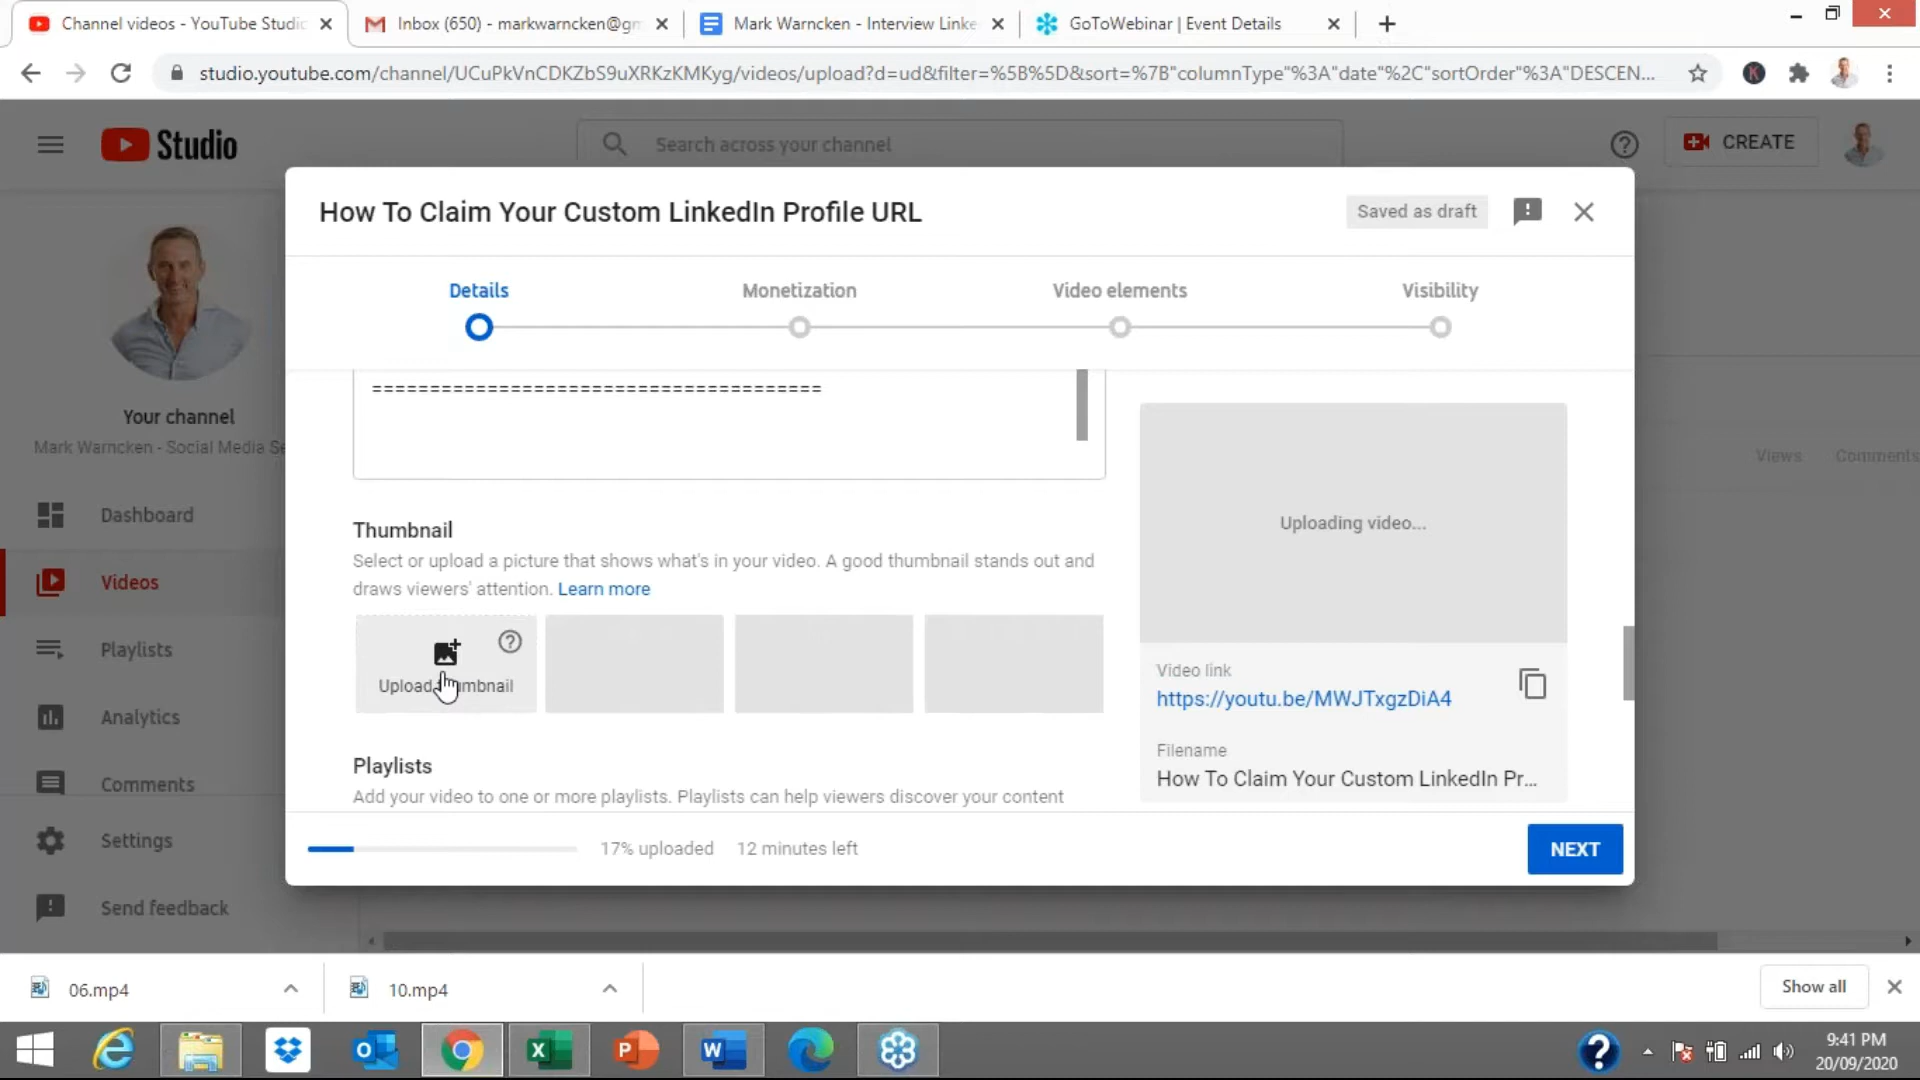 Channel videos - YouTube Studio
Inbox (650) - markwarncken@gm
Mark Warncken - Interview Linke
GoToWebinar | Event Details
studio.youtube.com/channel/UCuPkVnCDKZbS9uXRKzKMKyg/videos/upload?d=ud&filter=%5B%5D&sort=%7B"columnType"%3A"date"%2C"sortOrder"%3A"DESCEN...
K
Studio
Search across your channel
CREATE
How To Claim Your Custom LinkedIn Profile URL
Saved as draft
Details
Monetization
Video elements
Visibility
=======================================
Your channel
Mark Warncken - Social Media Se
Views
Comments
Uploading video...
Dashboard
Thumbnail
Select or upload a picture that shows what's in your video. A good thumbnail stands out and
draws viewers' attention. Learn more
Videos
Playlists
Upload thumbnail
Video link
https://youtu.be/MWJTxgzDiA4
Analytics
Filename
How To Claim Your Custom LinkedIn Pr...
Playlists
Add your video to one or more playlists. Playlists can help viewers discover your content
Comments
Settings
17% uploaded
12 minutes left
NEXT
Send feedback
06.mp4
10.mp4
Show all
9:41 PM
20/09/2020